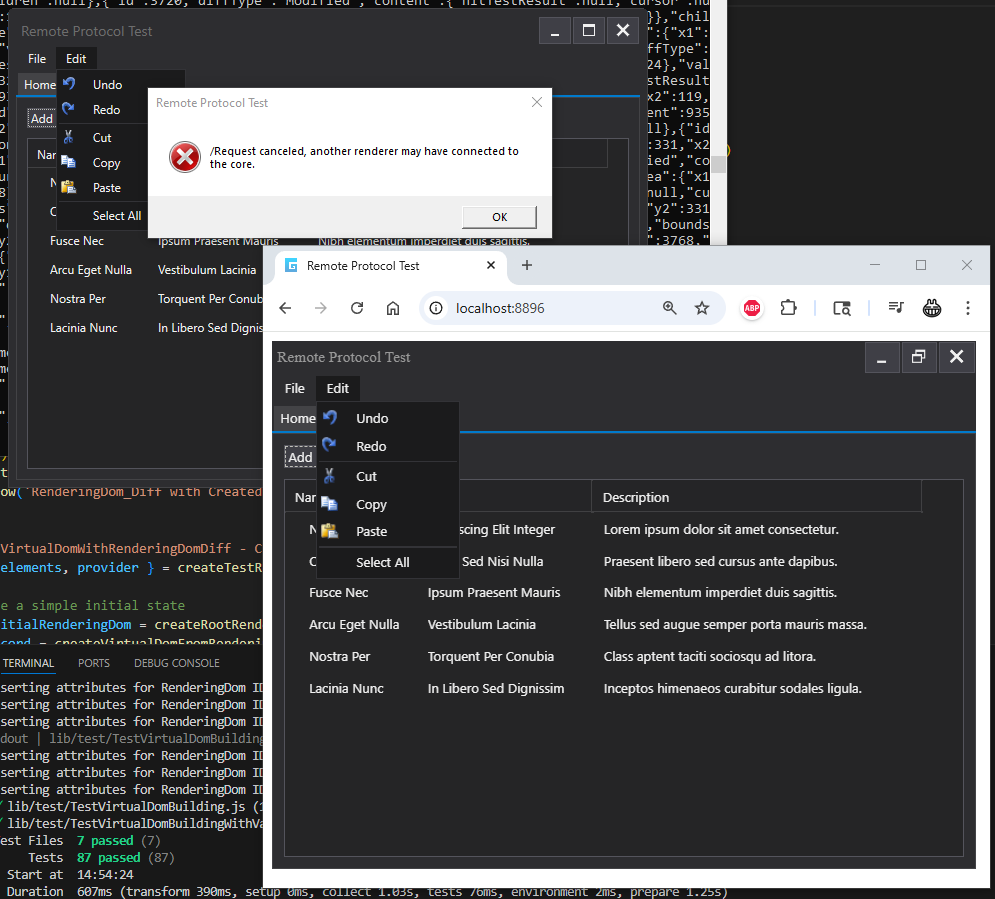 Remote Protocol Test
File Edit
Home
Add
Undo
Redo
Cut
Copy
Paste
Select All
Remote Protocol Test
/Request canceled, another renderer may have connected to
the core.
OK
Fusce Nec Ipsum Praesent Mauris Nibh elementum imperdiet duis sagittis.
Arcu Eget Nulla Vestibulum Lacinia
Nostra Per Torquent Per Conub
Lacinia Nunc In Libero Sed Dignis
Remote Protocol Test
localhost:8896
ABP
Remote Protocol Test
File Edit
Home
Add
Undo
Redo
Cut
Copy
Paste
Select All
Nar Description
scing Elit Integer Lorem ipsum dolor sit amet consectetur.
Sed Nisi Nulla Praesent libero sed cursus ante dapibus.
Fusce Nec Ipsum Praesent Mauris Nibh elementum imperdiet duis sagittis.
Arcu Eget Nulla Vestibulum Lacinia Tellus sed augue semper porta mauris massa.
Nostra Per Torquent Per Conubia Class aptent taciti sociosqu ad litora.
Lacinia Nunc In Libero Sed Dignissim Inceptos himenaeos curabitur sodales ligula.
ow('RenderingDom_Diff with Created
VirtualDomWithRenderingDomDiff - C
elements, provider } = createTestR
e a simple initial state
itialRenderingDom = createRootRend
TERMINAL PORTS DEBUG CONSOLE
serting attributes for RenderingDom ID
serting attributes for RenderingDom ID
serting attributes for RenderingDom ID
dout | lib/test/TestVirtualDomBuilding
serting attributes for RenderingDom ID
serting attributes for RenderingDom ID
serting attributes for RenderingDom ID
lib/test/TestVirtualDomBuilding.js (1
lib/test/TestVirtualDomBuildingWithVa
est Files 7 passed (7)
Tests 87 passed (87)
Start at 14:54:24
Duration 607ms (transform 390ms, setup 0ms, collect 1.03s, tests 76ms, environment 2ms, prepare 1.25s)